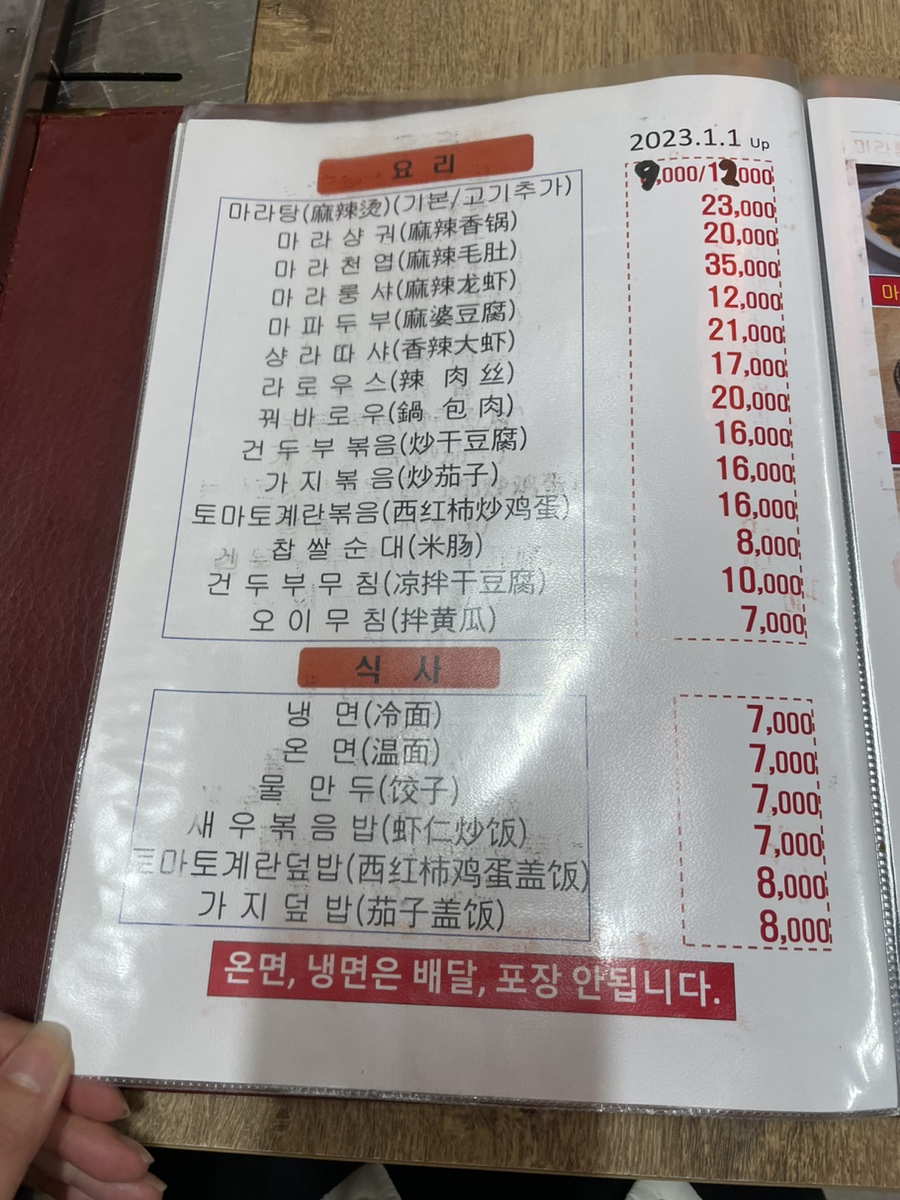 2023.1.1 Up
요리
마라탕(麻辣烫)(기본/고기추가) 9,000/12000
마라샹궈(麻辣香锅) 23,000
마라천엽(麻辣毛肚) 20,000
마라룽샤(麻辣龙虾) 35,000
마파두부(麻婆豆腐) 12,000
샹라따샤(香辣大虾) 21,000
라로우스(辣 肉 丝) 17,000
꿔바로우(鍋 包 肉) 20,000
건두부볶음(炒干豆腐) 16,000
가지볶음(炒茄子) 16,000
토마토계란볶음(西红柿炒鸡蛋) 16,000
찹쌀순대(米肠) 8,000
건두부무침(凉拌干豆腐) 10,000
오이무침(拌黄瓜) 7,000
식사
냉 면(冷面) 7,000
온 면(温面) 7,000
물 만두(饺子) 7,000
새우볶음밥(虾仁炒饭) 7,000
토마토계란덮밥(西红柿鸡蛋盖饭) 8,000
가지덮밥(茄子盖饭) 8,000
온면, 냉면은 배달, 포장 안됩니다.